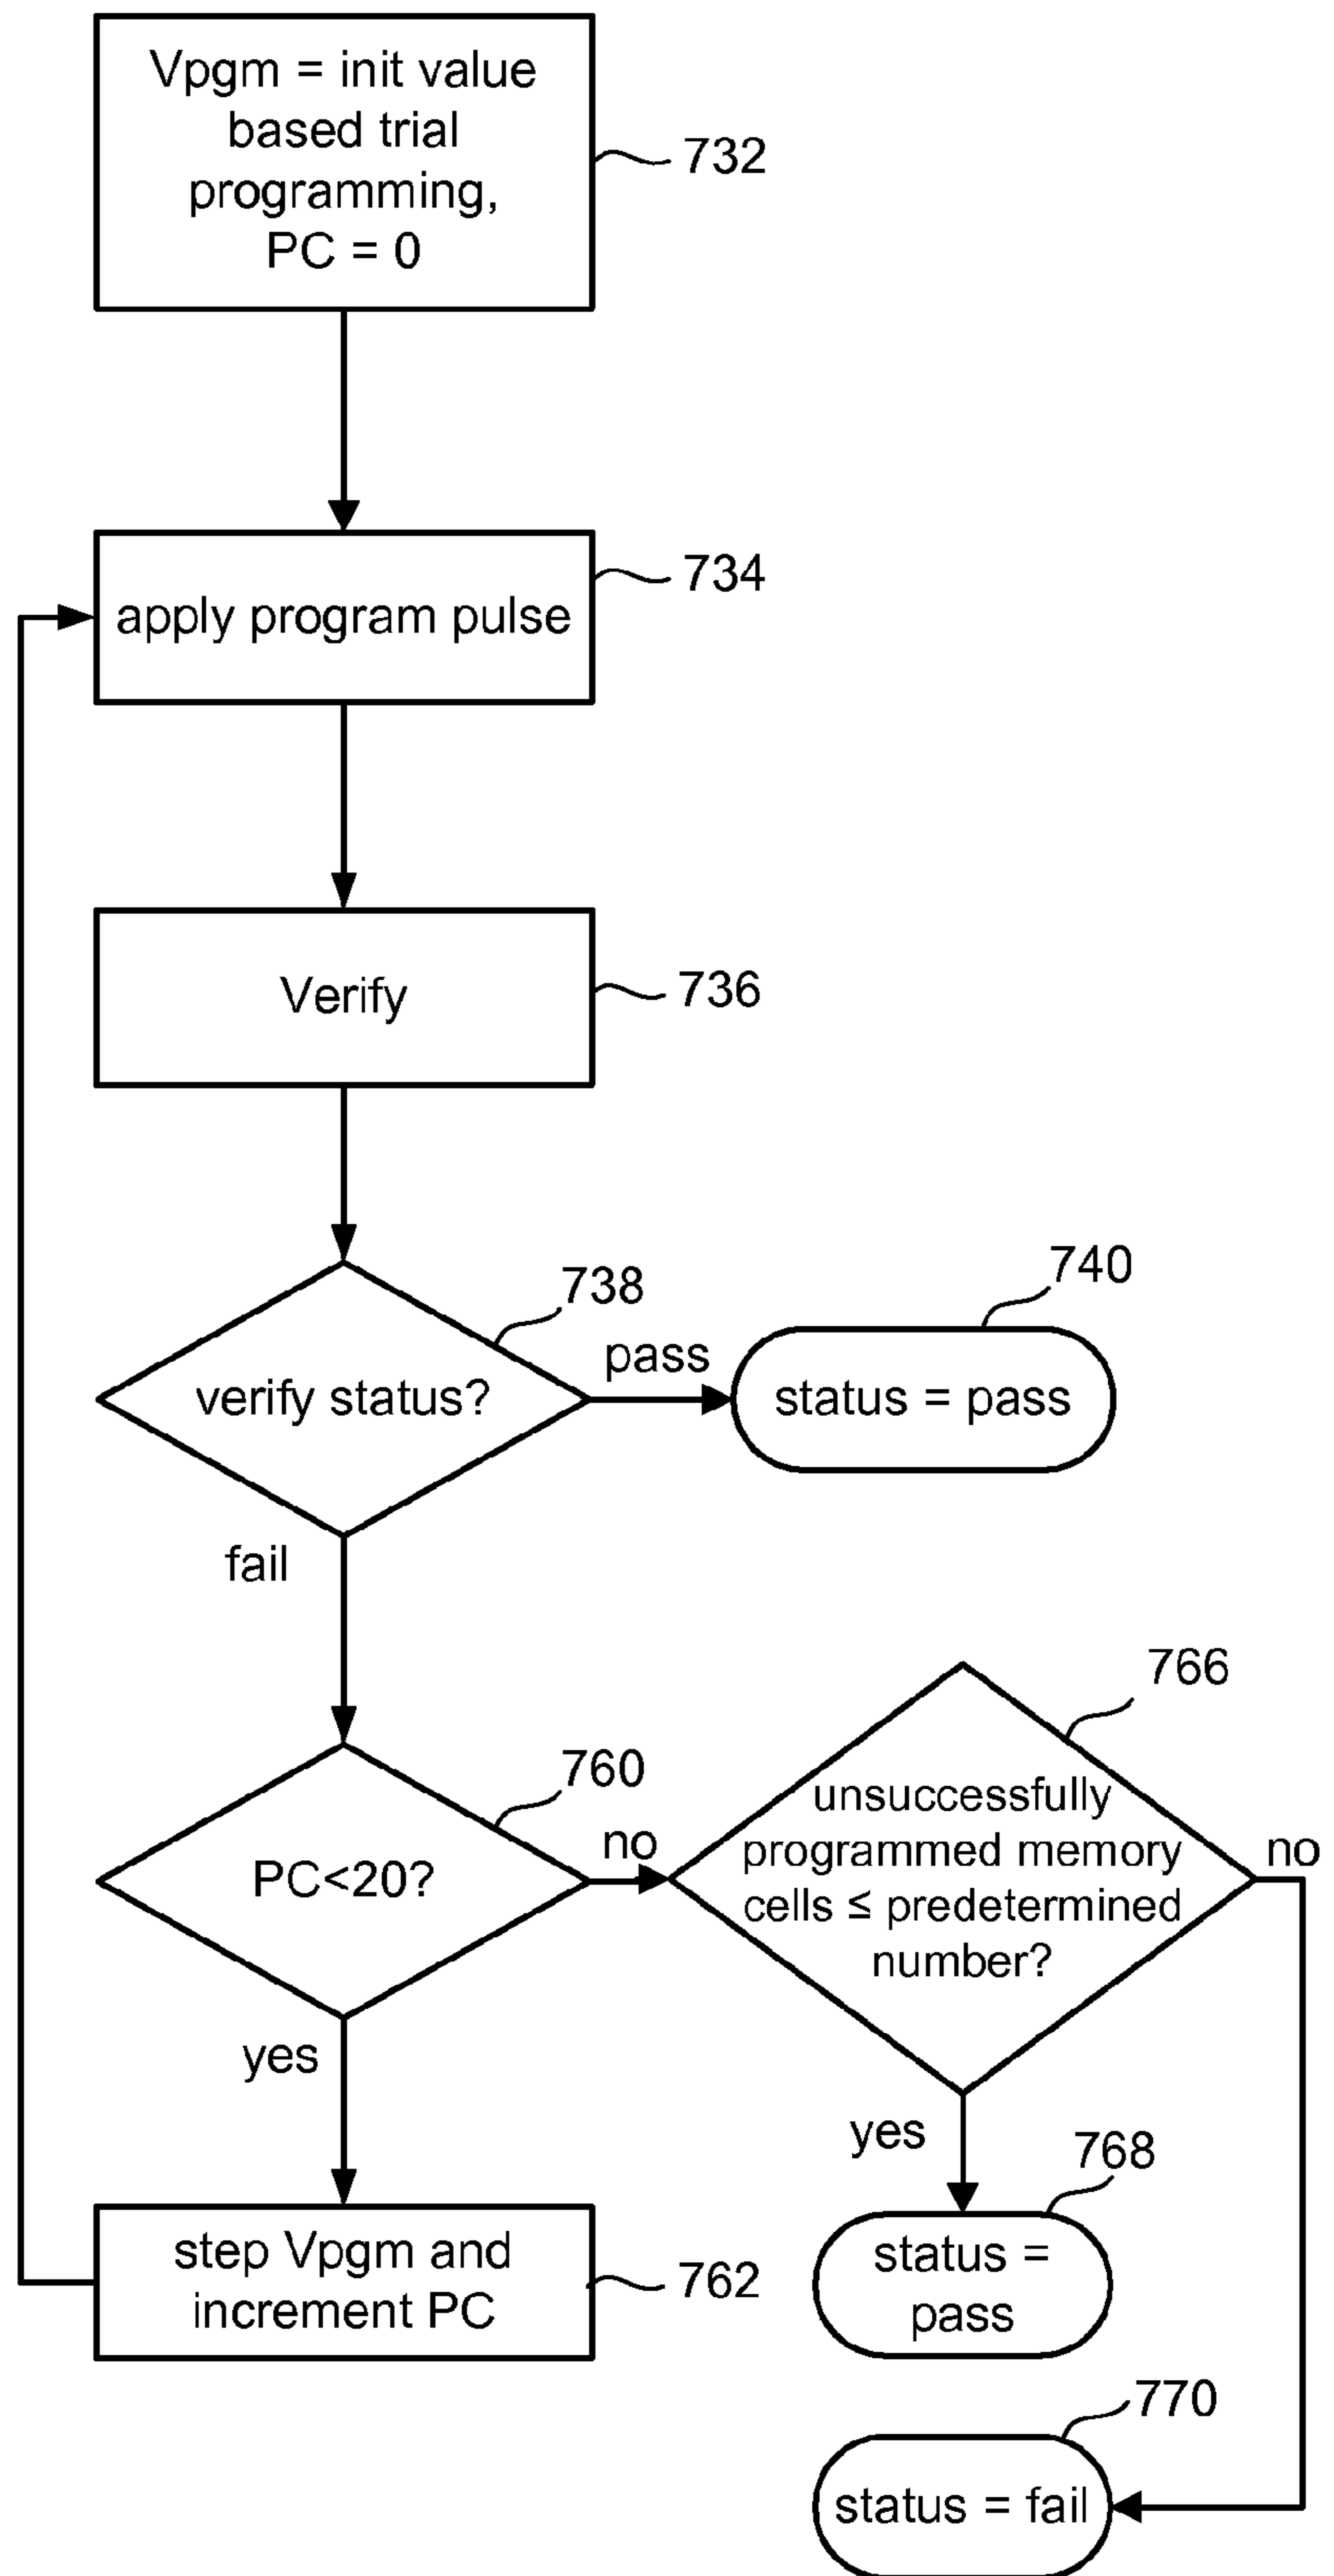 Vpgm = init value
based trial
programming,
PC = 0
732
apply program pulse
734
Verify
736
738
verify status?
pass
740
status = pass
fail
760
PC<20?
no
766
unsuccessfully
programmed memory
cells ≤ predetermined
number?
no
yes
yes
768
step Vpgm and
increment PC
762
status =
pass
770
status = fail